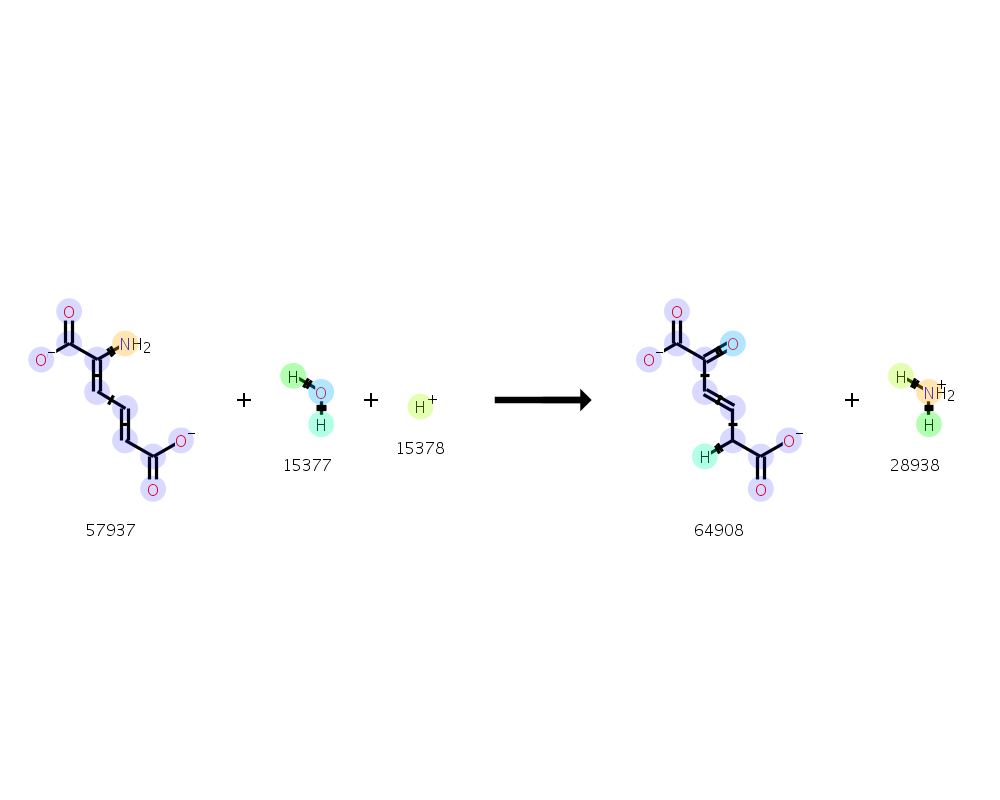 O O⁻ NH₂ O⁻ O
+
H O H
+
H⁺
O O⁻ O H O⁻ O
+
H NH₂⁺ H
57937
15377
15378
64908
28938